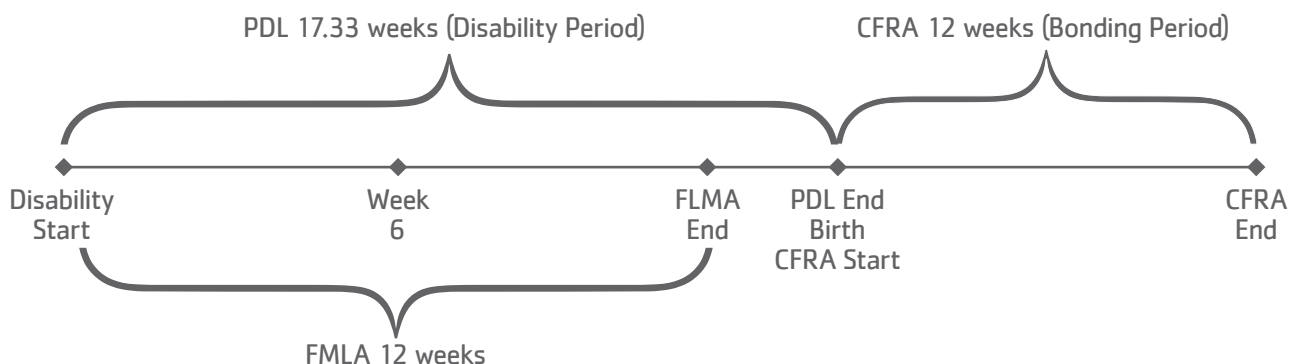 PDL 17.33 weeks (Disability Period)
CFRA 12 weeks (Bonding Period)
Disability
Start
Week
6
FLMA
End
PDL End
Birth
CFRA Start
CFRA
End
FMLA 12 weeks